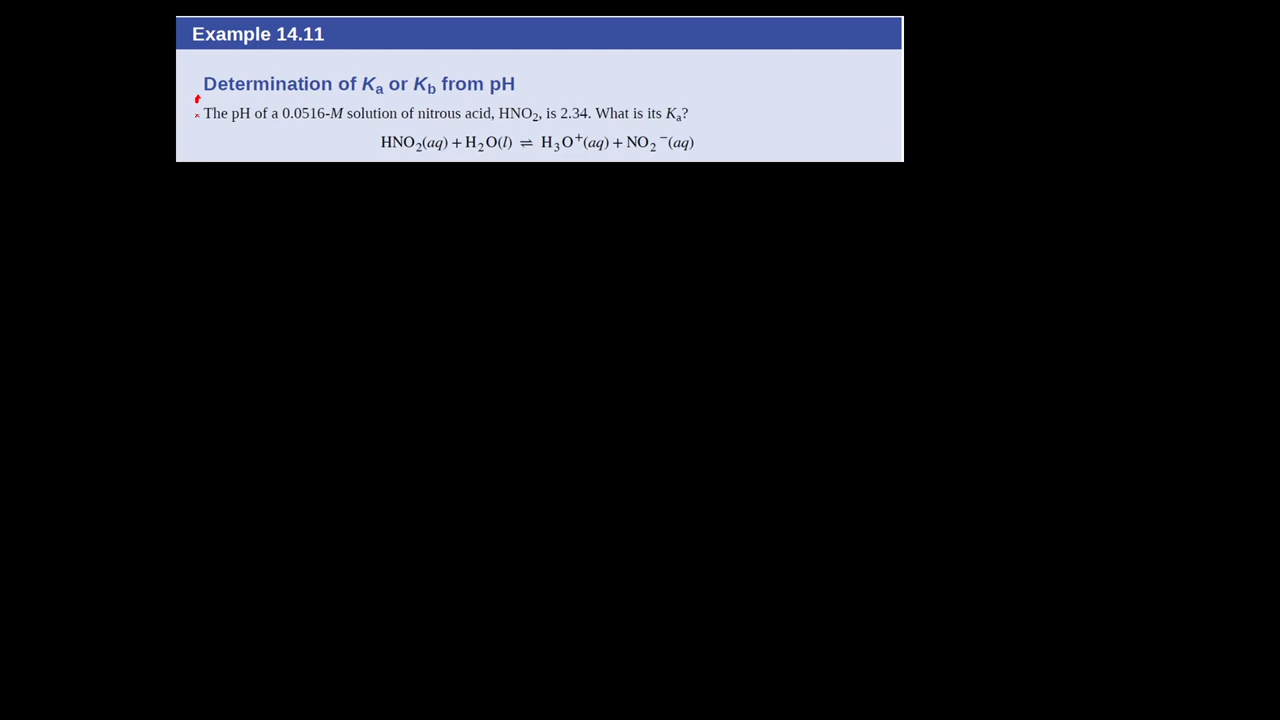 Example 14.11
Determination of Kₐ or K_b from pH
The pH of a 0.0516-M solution of nitrous acid, HNO₂, is 2.34. What is its Kₐ?
HNO₂(aq) + H₂O(l) ⇌ H₃O⁺(aq) + NO₂⁻(aq)